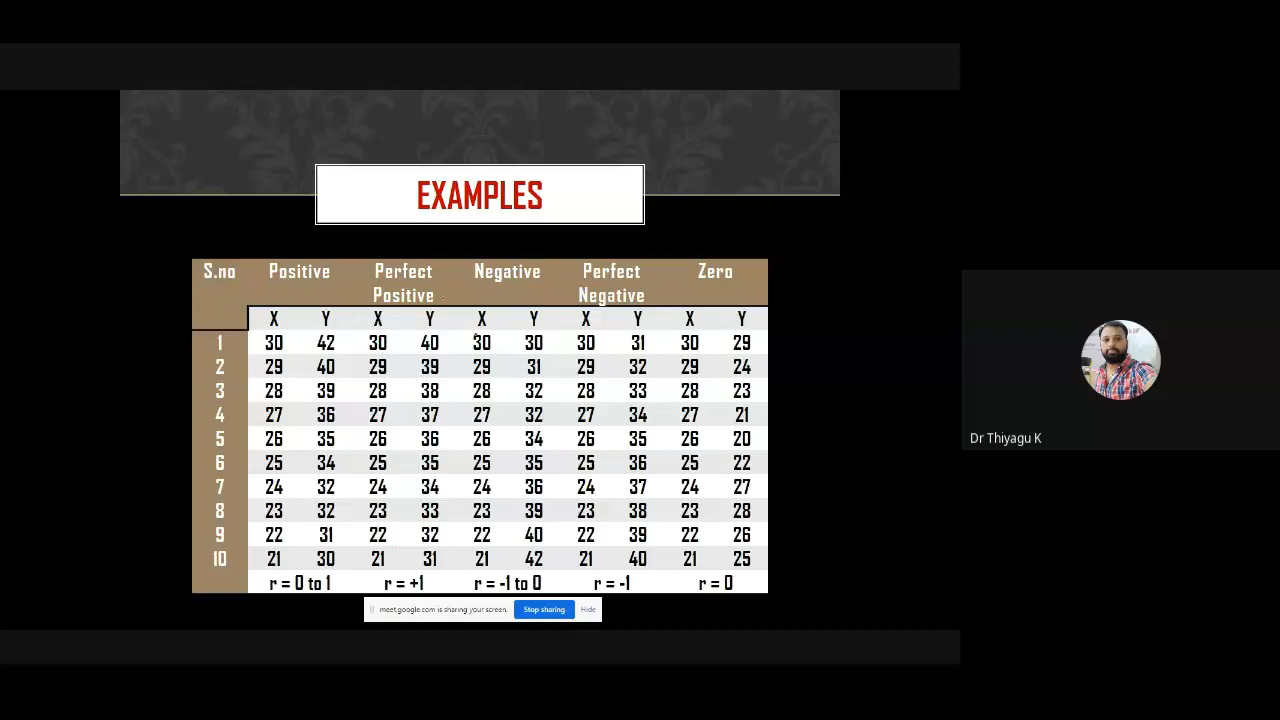 EXAMPLES
S.no Positive Perfect Positive Negative Perfect Negative Zero
X Y X Y X Y X Y X Y
1 30 42 30 40 30 30 30 31 30 29
2 29 40 29 39 29 31 29 32 29 24
3 28 39 28 38 28 32 28 33 28 23
4 27 36 27 37 27 32 27 34 27 21
5 26 35 26 36 26 34 26 35 26 20
6 25 34 25 35 25 35 25 36 25 22
7 24 32 24 34 24 36 24 37 24 27
8 23 32 23 33 23 39 23 38 23 28
9 22 31 22 32 22 40 22 39 22 26
10 21 30 21 31 21 42 21 40 21 25
r = 0 to 1 r = +1 r = -1 to 0 r = -1 r = 0
meet.google.com is sharing your screen. Stop sharing Hide
Dr Thiyagu K